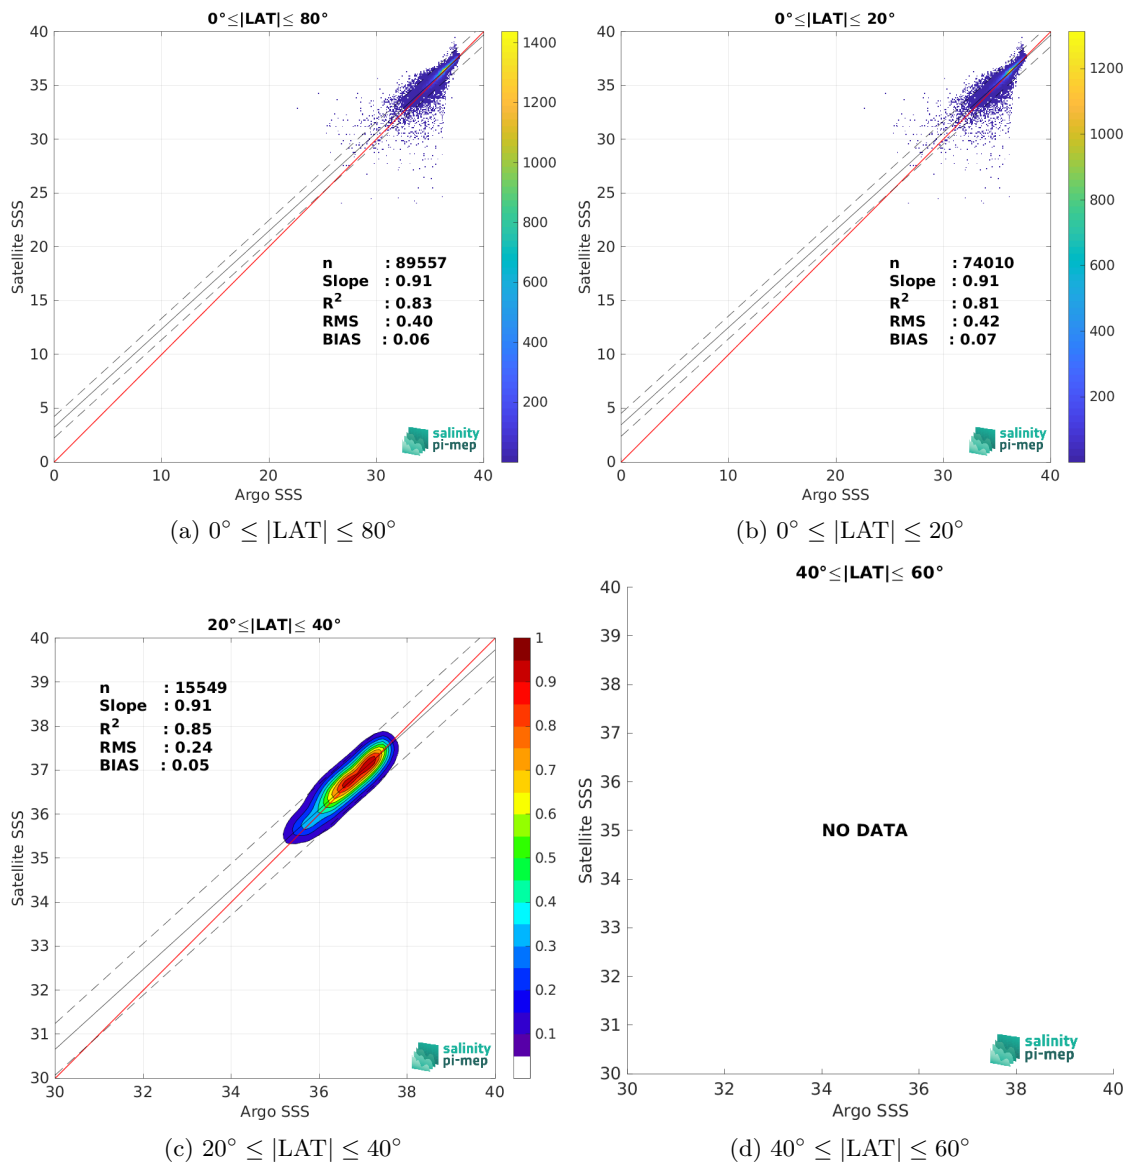 0°≤|LAT|≤ 80°
40
35
30
25
20
15
10
5
0
Satellite SSS
n : 89557
Slope : 0.91
R2 : 0.83
RMS : 0.40
BIAS : 0.06
salinity
pi-mep
0 10 20 30 40
Argo SSS
1400
1200
1000
800
600
400
200
(a) 0° ≤ |LAT| ≤ 80°
0°≤|LAT|≤ 20°
40
35
30
25
20
15
10
5
0
Satellite SSS
n : 74010
Slope : 0.91
R2 : 0.81
RMS : 0.42
BIAS : 0.07
salinity
pi-mep
0 10 20 30 40
Argo SSS
1200
1000
800
600
400
200
(b) 0° ≤ |LAT| ≤ 20°
20°≤|LAT|≤ 40°
40
39
38
37
36
35
34
33
32
31
30
Satellite SSS
n : 15549
Slope : 0.91
R2 : 0.85
RMS : 0.24
BIAS : 0.05
salinity
pi-mep
30 32 34 36 38 40
Argo SSS
1
0.9
0.8
0.7
0.6
0.5
0.4
0.3
0.2
0.1
(c) 20° ≤ |LAT| ≤ 40°
40°≤|LAT|≤ 60°
40
39
38
37
36
35
34
33
32
31
30
Satellite SSS
NO DATA
salinity
pi-mep
30 32 34 36 38 40
Argo SSS
(d) 40° ≤ |LAT| ≤ 60°